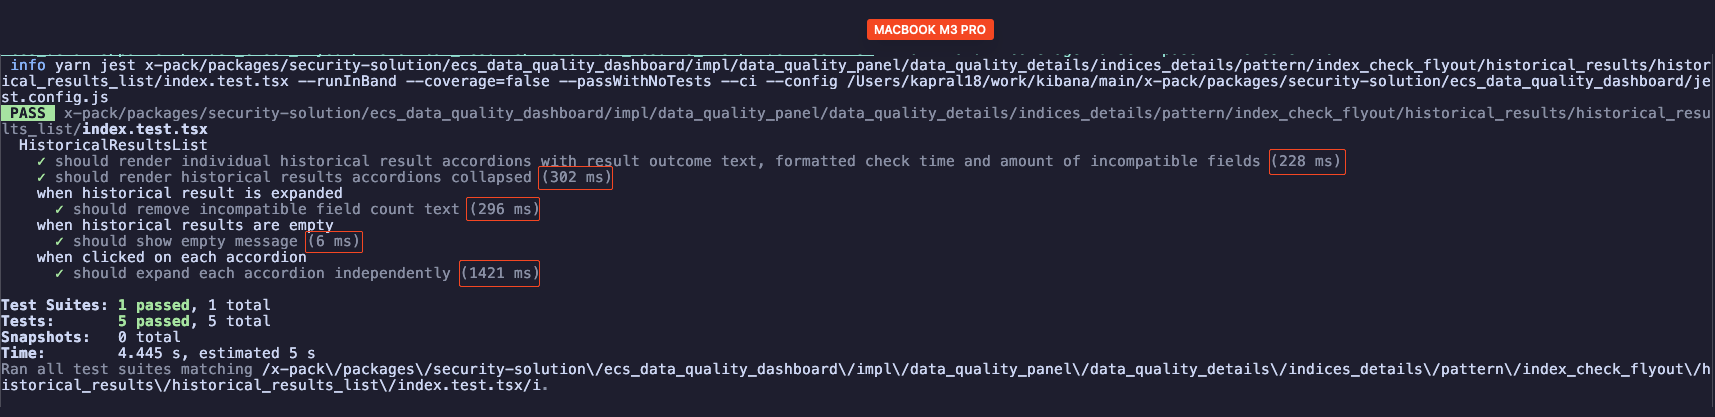 MACBOOK M3 PRO
info yarn jest x-pack/packages/security-solution/ecs_data_quality_dashboard/impl/data_quality_panel/data_quality_details/indices_details/pattern/index_check_flyout/historical_results/histor
ical_results_list/index.test.tsx --runInBand --coverage=false --passWithNoTests --ci --config /Users/kapral18/work/kibana/main/x-pack/packages/security-solution/ecs_data_quality_dashboard/je
st.config.js
PASS x-pack/packages/security-solution/ecs_data_quality_dashboard/impl/data_quality_panel/data_quality_details/indices_details/pattern/index_check_flyout/historical_results/historical_resu
lts_list/index.test.tsx
HistoricalResultsList
✓ should render individual historical result accordions with result outcome text, formatted check time and amount of incompatible fields (228 ms)
✓ should render historical results accordions collapsed (302 ms)
when historical result is expanded
✓ should remove incompatible field count text (296 ms)
when historical results are empty
✓ should show empty message (6 ms)
when clicked on each accordion
✓ should expand each accordion independently (1421 ms)
Test Suites: 1 passed, 1 total
Tests: 5 passed, 5 total
Snapshots: 0 total
Time: 4.445 s, estimated 5 s
Ran all test suites matching /x-pack\/packages\/security-solution\/ecs_data_quality_dashboard\/impl\/data_quality_panel\/data_quality_details\/indices_details\/pattern\/index_check_flyout\/h
istorical_results\/historical_results_list\/index.test.tsx/i.